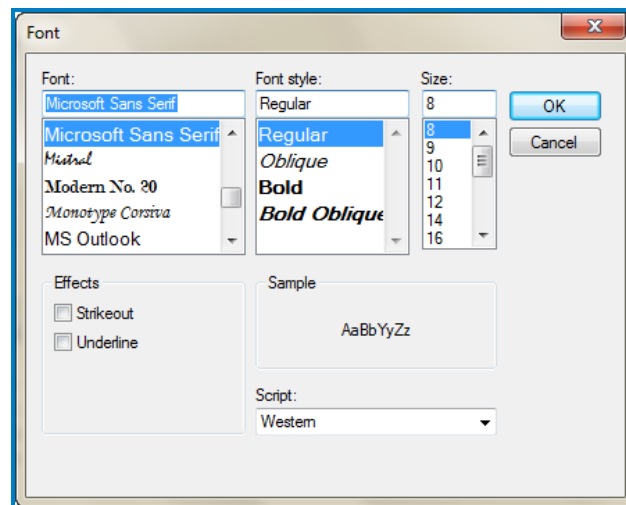 Font
Font:
Microsoft Sans Serif
Microsoft Sans Serif
Mistral
Modern No. 20
Monotype Corsiva
MS Outlook
Font style:
Regular
Regular
Oblique
Bold
Bold Oblique
Size:
8
8
9
10
11
12
14
16
OK
Cancel
Effects
Strikeout
Underline
Sample
AaBbYyZz
Script:
Western